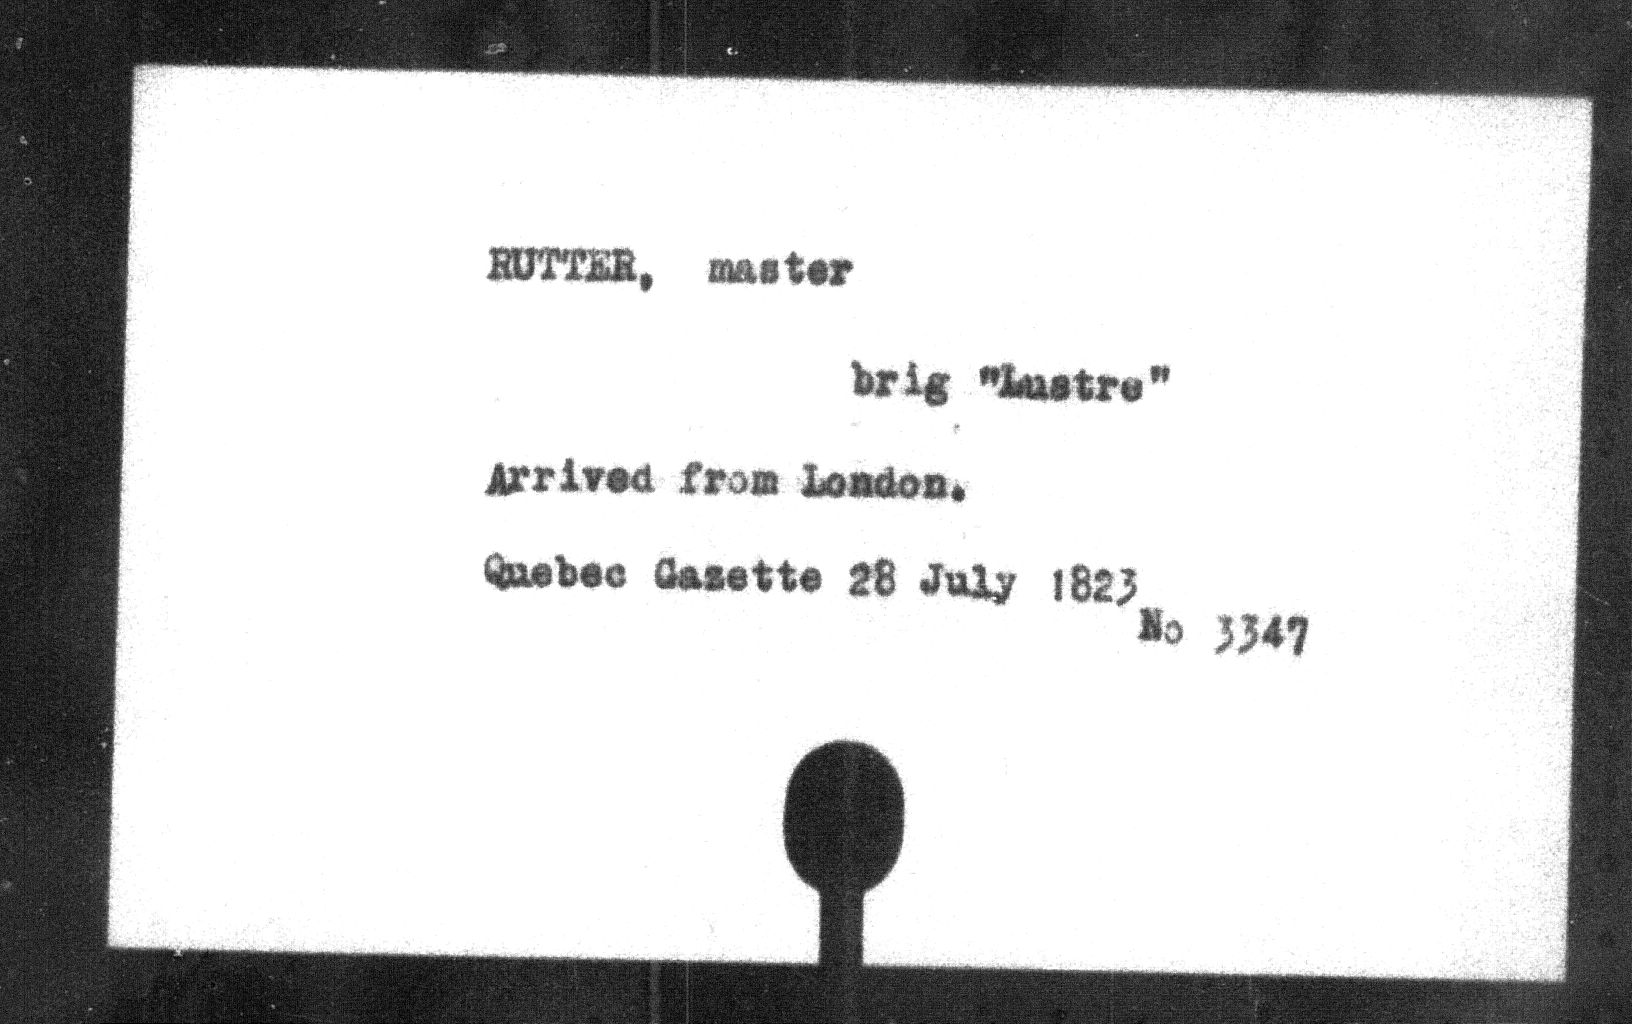 RUTTER, master
brig "Lustre"
Arrived from London.
Quebec Gazette 28 July 1823
No 3347